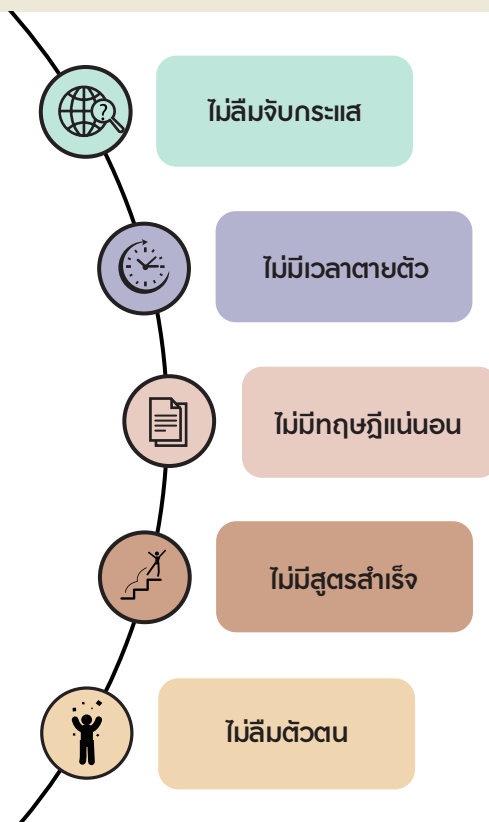 ?
ไม่ลืมจับกระแส
ไม่มีเวลาตายตัว
ไม่มีทฤษฎีแน่นอน
ไม่มีสูตรสำเร็จ
ไม่ลืมตัวตน